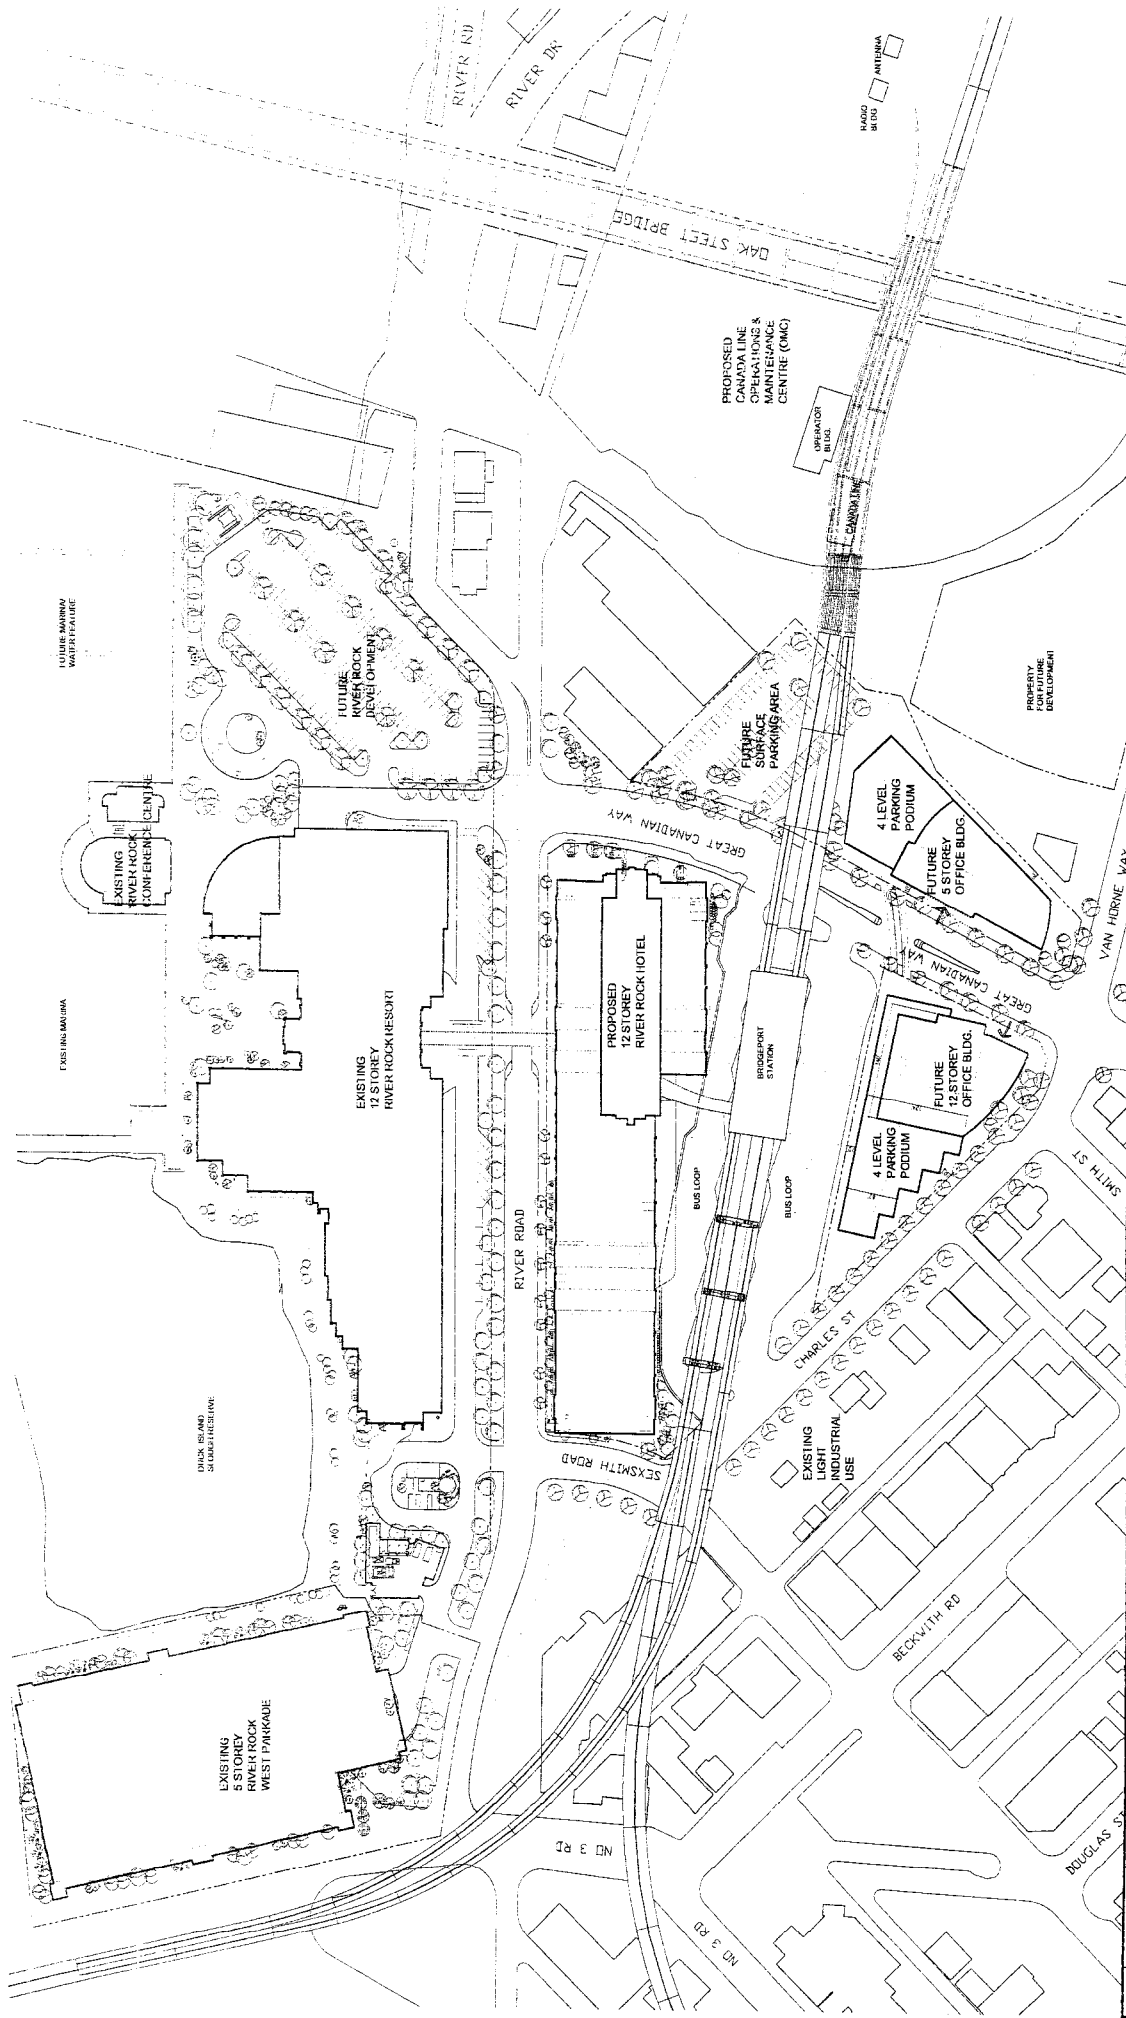 RIVER RD
RIVER DR
RADIO
BLDG
ANTENNA
OAK STEET BRIDGE
PROPOSED
CANADA LINE
OPERATIONS &
MAINTENANCE
CENTRE (OMC)
OPERATOR
BLDG.
CANADA LINE
FUTURE MARINA/
WATER FEATURE
FUTURE
RIVER ROCK
DEVELOPMENT
FUTURE
SURFACE
PARKING AREA
PROPERTY
FOR FUTURE
DEVELOPMENT
EXISTING
RIVER ROCK
CONFERENCE CENTRE
GREAT CANADIAN WAY
4 LEVEL
PARKING
PODIUM
FUTURE
5 STOREY
OFFICE BLDG.
VAN HORNE WAY
EXISTING MARINA
EXISTING
12 STOREY
RIVER ROCK RESORT
PROPOSED
12 STOREY
RIVER ROCK HOTEL
BRIDGEPORT
STATION
GREAT CANADIAN WAY
FUTURE
12 STOREY
OFFICE BLDG.
4 LEVEL
PARKING
PODIUM
SMITH ST
RIVER ROAD
BUS LOOP
BUS LOOP
CHARLES ST
DUCK ISLAND
SLOUGH RESERVE
SEXSMITH ROAD
EXISTING
LIGHT
INDUSTRIAL
USE
BECKWITH RD
EXISTING
5 STOREY
RIVER ROCK
WEST PARKADE
NO 3 RD
NO 3 RD
DOUGLAS ST